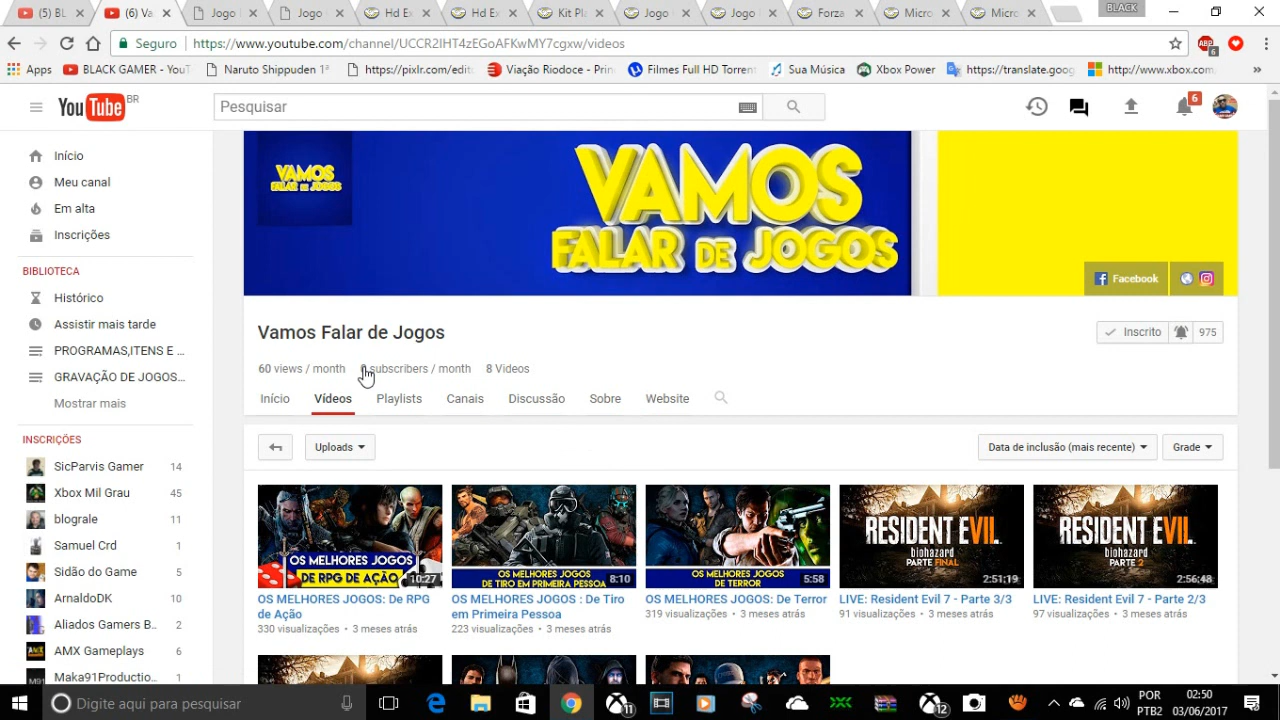 (5) BL
(6) Va
Jogo
Jogo
Hd Ex
Hd Ex
Kit Pla
Jogo
Jogo
Forza
Micro
Micro
BLACK
Seguro
https://www.youtube.com/channel/UCCR2IHT4zEGoAFKwMY7cgxw/videos
ABP
6
Apps
BLACK GAMER - YouT
Naruto Shippuden 1ª
https://pixlr.com/edit
Viação Riodoce - Prin
Filmes Full HD Torrent
Sua Música
Xbox Power
https://translate.goog
http://www.xbox.com
»
YouTube BR
Pesquisar
6
Início
Meu canal
Em alta
Inscrições
BIBLIOTECA
Histórico
Assistir mais tarde
PROGRAMAS,ITENS E ...
GRAVAÇÃO DE JOGOS...
Mostrar mais
INSCRIÇÕES
SicParvis Gamer 14
Xbox Mil Grau 45
blograle 11
Samuel Crd 1
Sidão do Game 5
ArnaldoDK 10
Aliados Gamers B.. 2
AMX Gameplays 6
Maka91Productio... 1
VAMOS
FALAR DE JOGOS
VAMOS
FALAR DE JOGOS
Facebook
Vamos Falar de Jogos
Inscrito 975
60 views / month
subscribers / month
8 Videos
Início
Vídeos
Playlists
Canais
Discussão
Sobre
Website
Uploads
Data de inclusão (mais recente)
Grade
OS MELHORES JOGOS
DE RPG DE AÇÃO
10:27
OS MELHORES JOGOS: De RPG
de Ação
330 visualizações • 3 meses atrás
OS MELHORES JOGOS
DE TIRO EM PRIMEIRA PESSOA
8:10
OS MELHORES JOGOS : De Tiro
em Primeira Pessoa
223 visualizações • 3 meses atrás
OS MELHORES JOGOS
DE TERROR
5:58
OS MELHORES JOGOS: De Terror
319 visualizações • 3 meses atrás
RESIDENT EVIL
biohazard
PARTE FINAL
2:51:19
LIVE: Resident Evil 7 - Parte 3/3
91 visualizações • 3 meses atrás
RESIDENT EVIL
biohazard
PARTE 2
2:56:48
LIVE: Resident Evil 7 - Parte 2/3
97 visualizações • 3 meses atrás
Digite aqui para pesquisar
11
12
POR
PTB2
02:50
03/06/2017